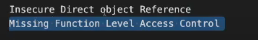 Insecure Direct object Reference
Missing Function Level Access Control